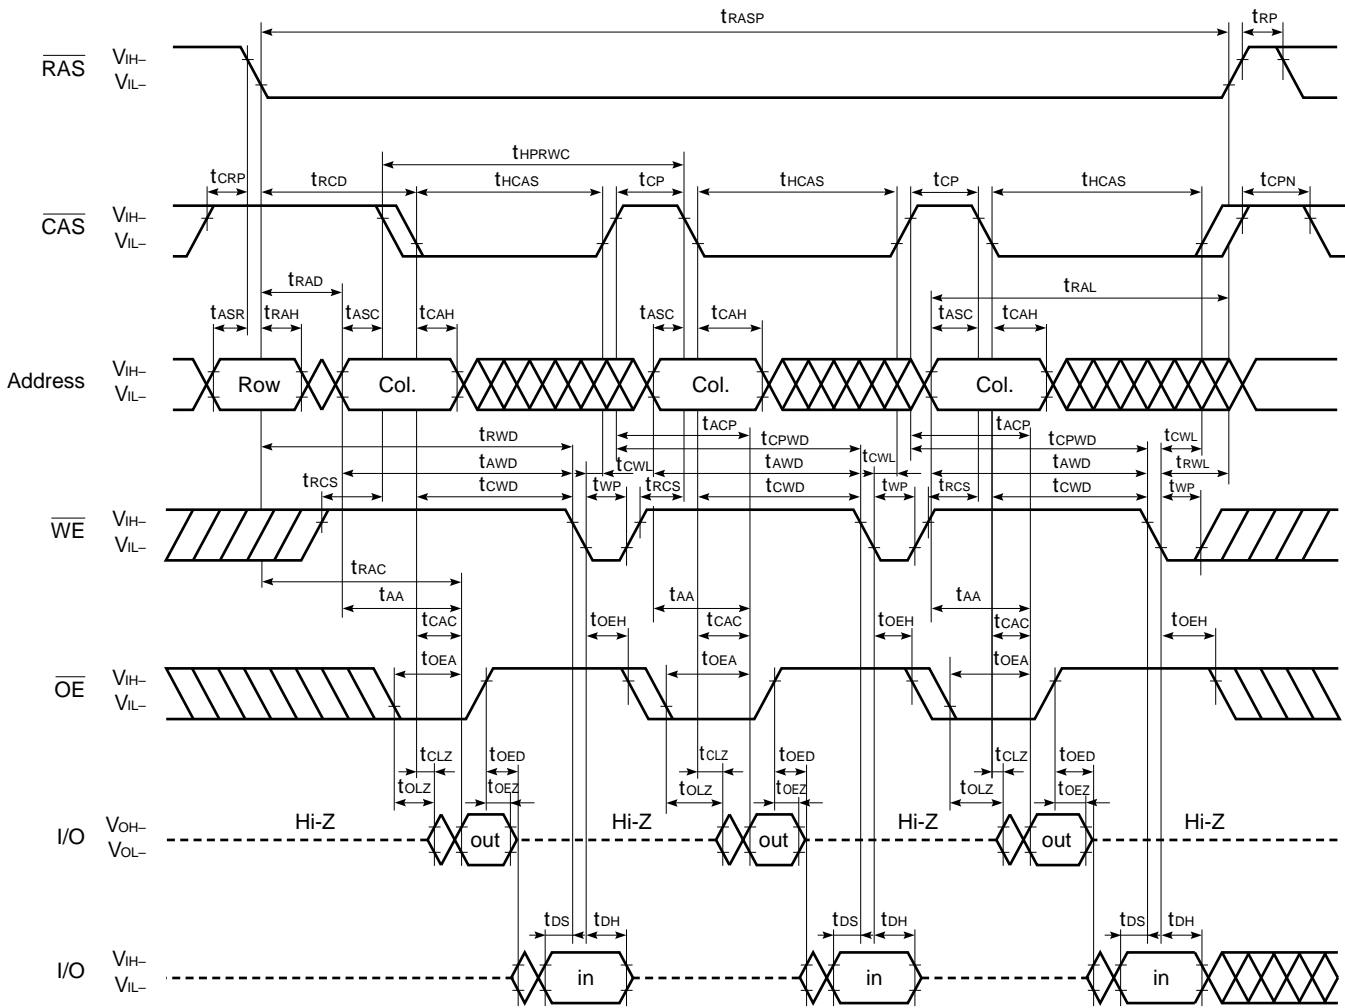 tRASP tRP
RAS VIH– VIL–
tHPRWC
tCRP tRCD tHCAS tCP tHCAS tCP tHCAS tCPN
CAS VIH– VIL–
tRAD tRAL
tASR tRAH tASC tCAH tASC tCAH tASC tCAH
Address VIH– VIL– Row Col. Col. Col.
tACP tACP
tRWD tCPWD tCPWD tCWL
tAWD tCWL tAWD tCWL tAWD tRWL
tRCS tCWD tWP tRCS tCWD tWP tRCS tCWD tWP
WE VIH– VIL–
tRAC
tAA tAA tAA
tCAC tOEH tCAC tOEH tCAC tOEH
tOEA tOEA tOEA
OE VIH– VIL–
tCLZ tOED tCLZ tOED tCLZ tOED
tOLZ tOEZ tOLZ tOEZ tOLZ tOEZ
I/O VOH– VOL– Hi-Z out Hi-Z out Hi-Z out Hi-Z
tDS tDH tDS tDH tDS tDH
I/O VIH– VIL– in in in